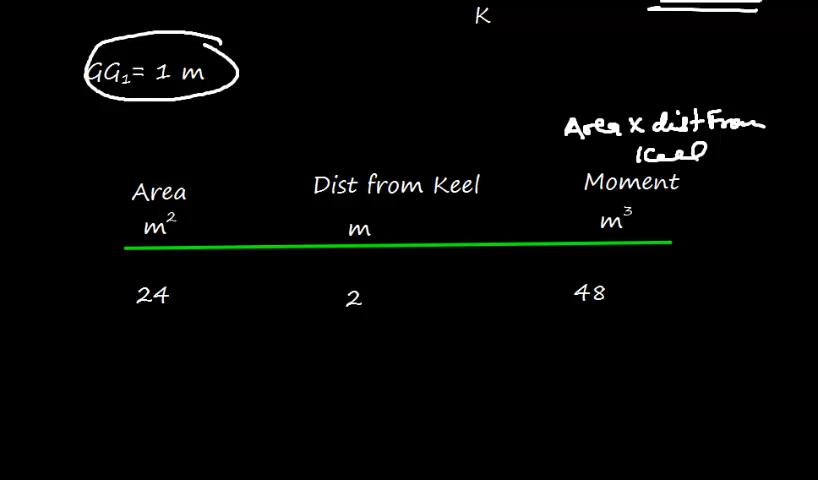 K
GG₁= 1 m
Area x dist From
Keel
Area Dist from Keel Moment
m² m m³
24 2 48